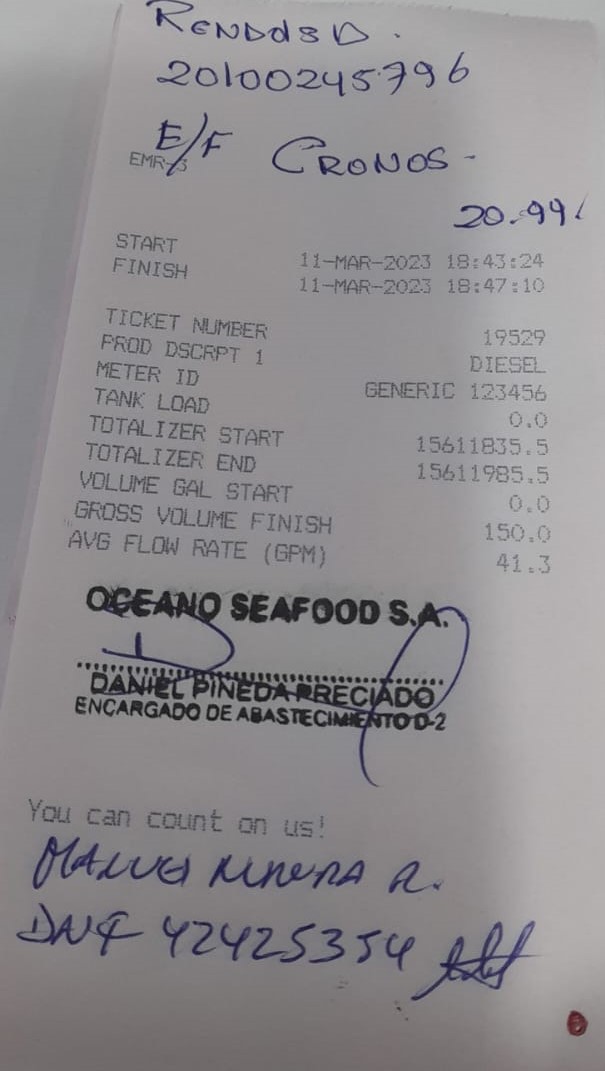 20100245796
E/F CRONOS-
EMR-3
20.99
START 11-MAR-2023 18:43:24
FINISH 11-MAR-2023 18:47:10
TICKET NUMBER 19529
PROD DSCRPT 1 DIESEL
METER ID GENERIC 123456
TANK LOAD 0.0
TOTALIZER START 15611835.5
TOTALIZER END 15611985.5
VOLUME GAL START 0.0
GROSS VOLUME FINISH 150.0
AVG FLOW RATE (GPM) 41.3
OCEANO SEAFOOD S.A.
DANIEL PINEDA PRECIADO
ENCARGADO DE ABASTECIMIENTO D-2
You can count on us!
R.
42425354